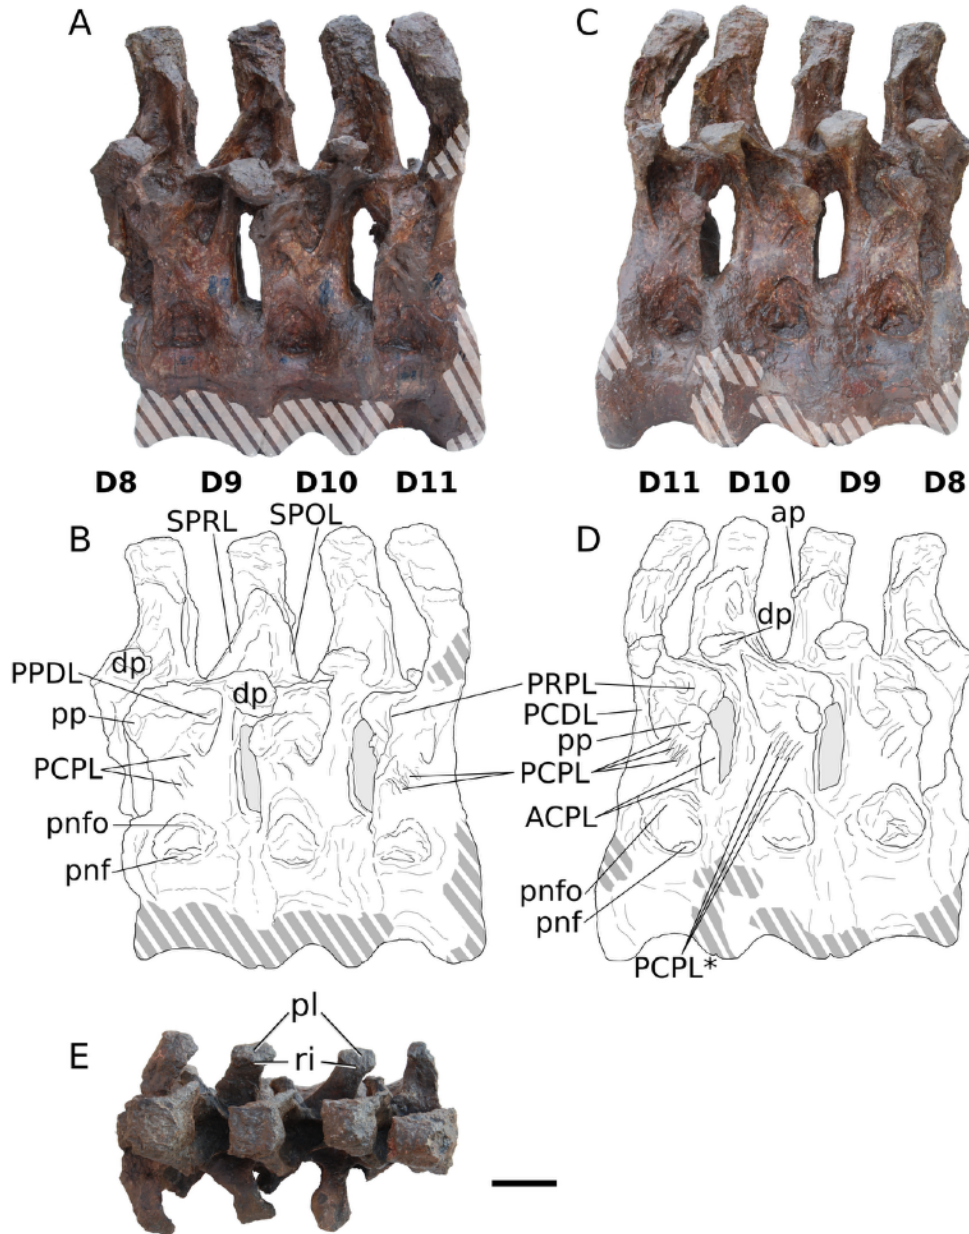 A
C
D8 D9 D10 D11
D11 D10 D9 D8
B
SPRL
SPOL
dp
PPDL
dp
pp
PCPL
pnfo
pnf
D
ap
dp
PRPL
PCDL
pp
PCPL
ACPL
pnfo
pnf
PCPL*
E
pl
ri